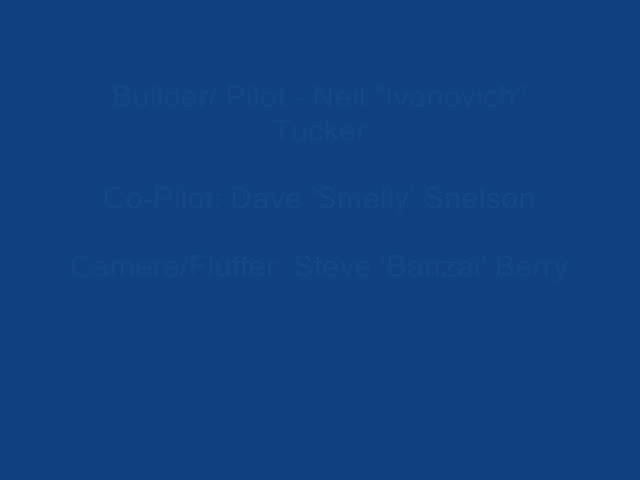 Builder/ Pilot - Neil "Ivanovich"
Tucker
Co-Pilot: Dave 'Smelly' Snelson
Camera/Fluffer: Steve 'Banzai' Berry